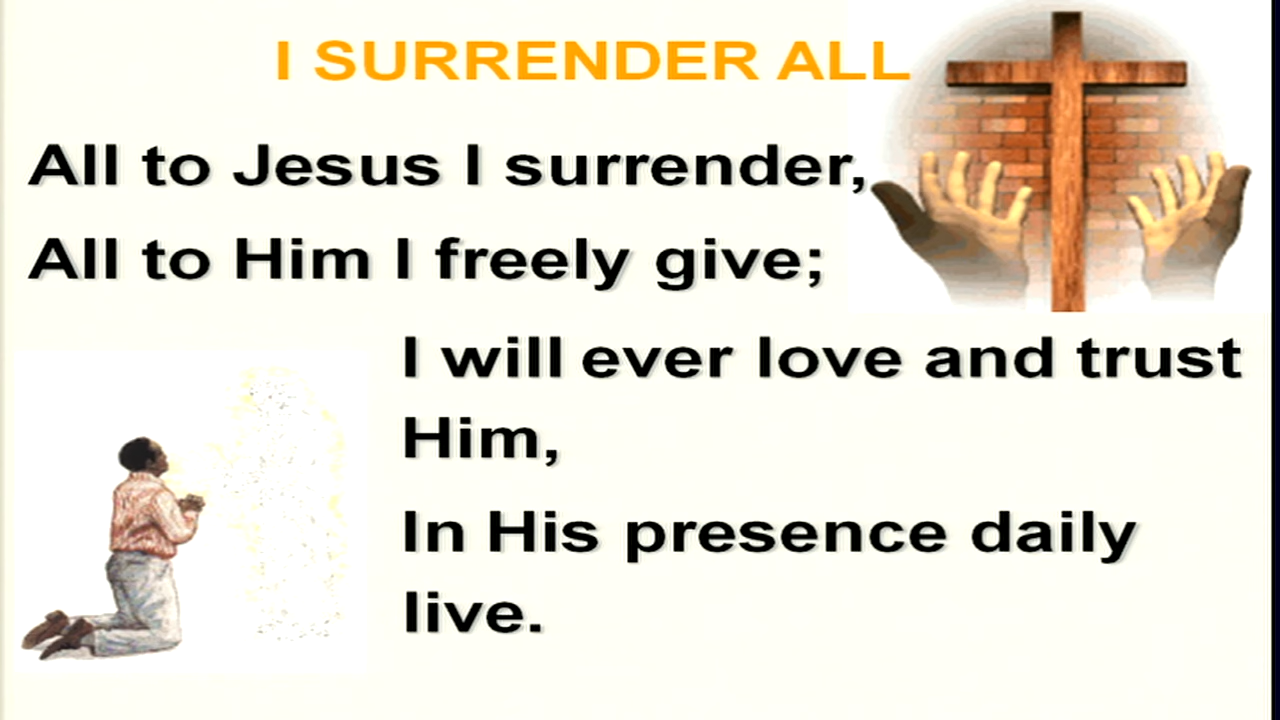 I SURRENDER ALL
All to Jesus I surrender,
All to Him I freely give;
I will ever love and trust
Him,
In His presence daily
live.